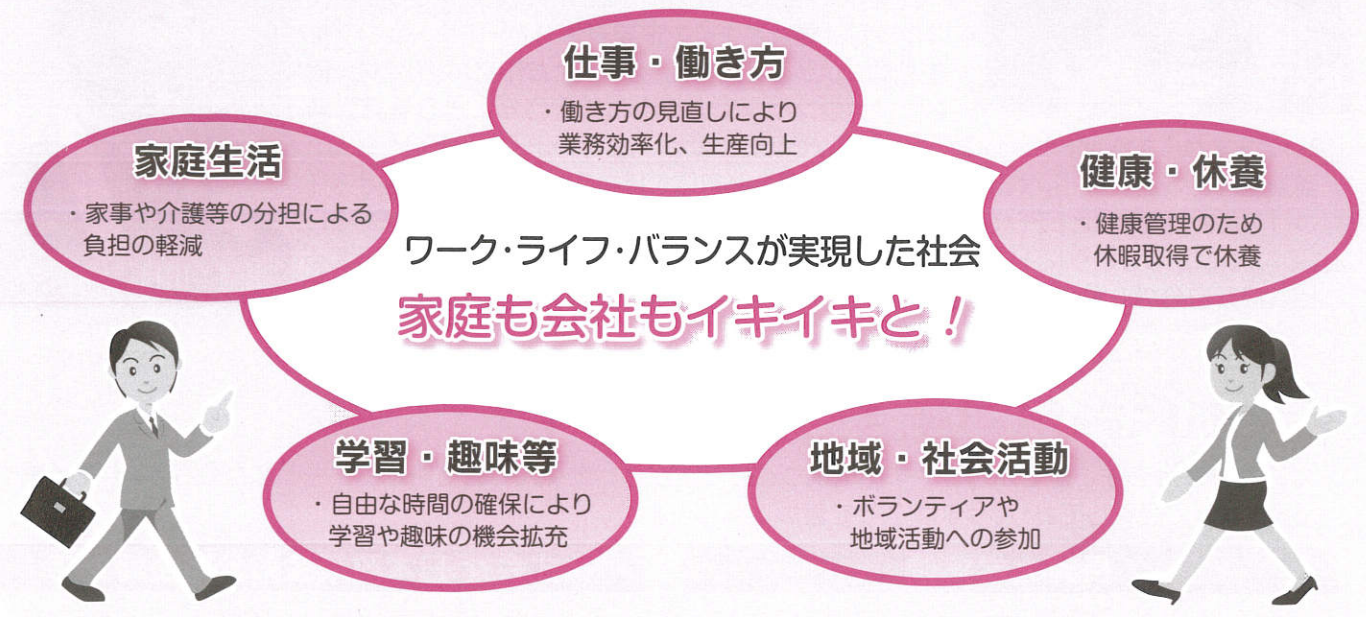 仕事・働き方
・働き方の見直しにより
業務効率化、生産向上
家庭生活
・家事や介護等の分担による
負担の軽減
健康・休養
・健康管理のため
休暇取得で休養
ワーク・ライフ・バランスが実現した社会
家庭も会社もイキイキと！
学習・趣味等
・自由な時間の確保により
学習や趣味の機会拡充
地域・社会活動
・ボランティアや
地域活動への参加